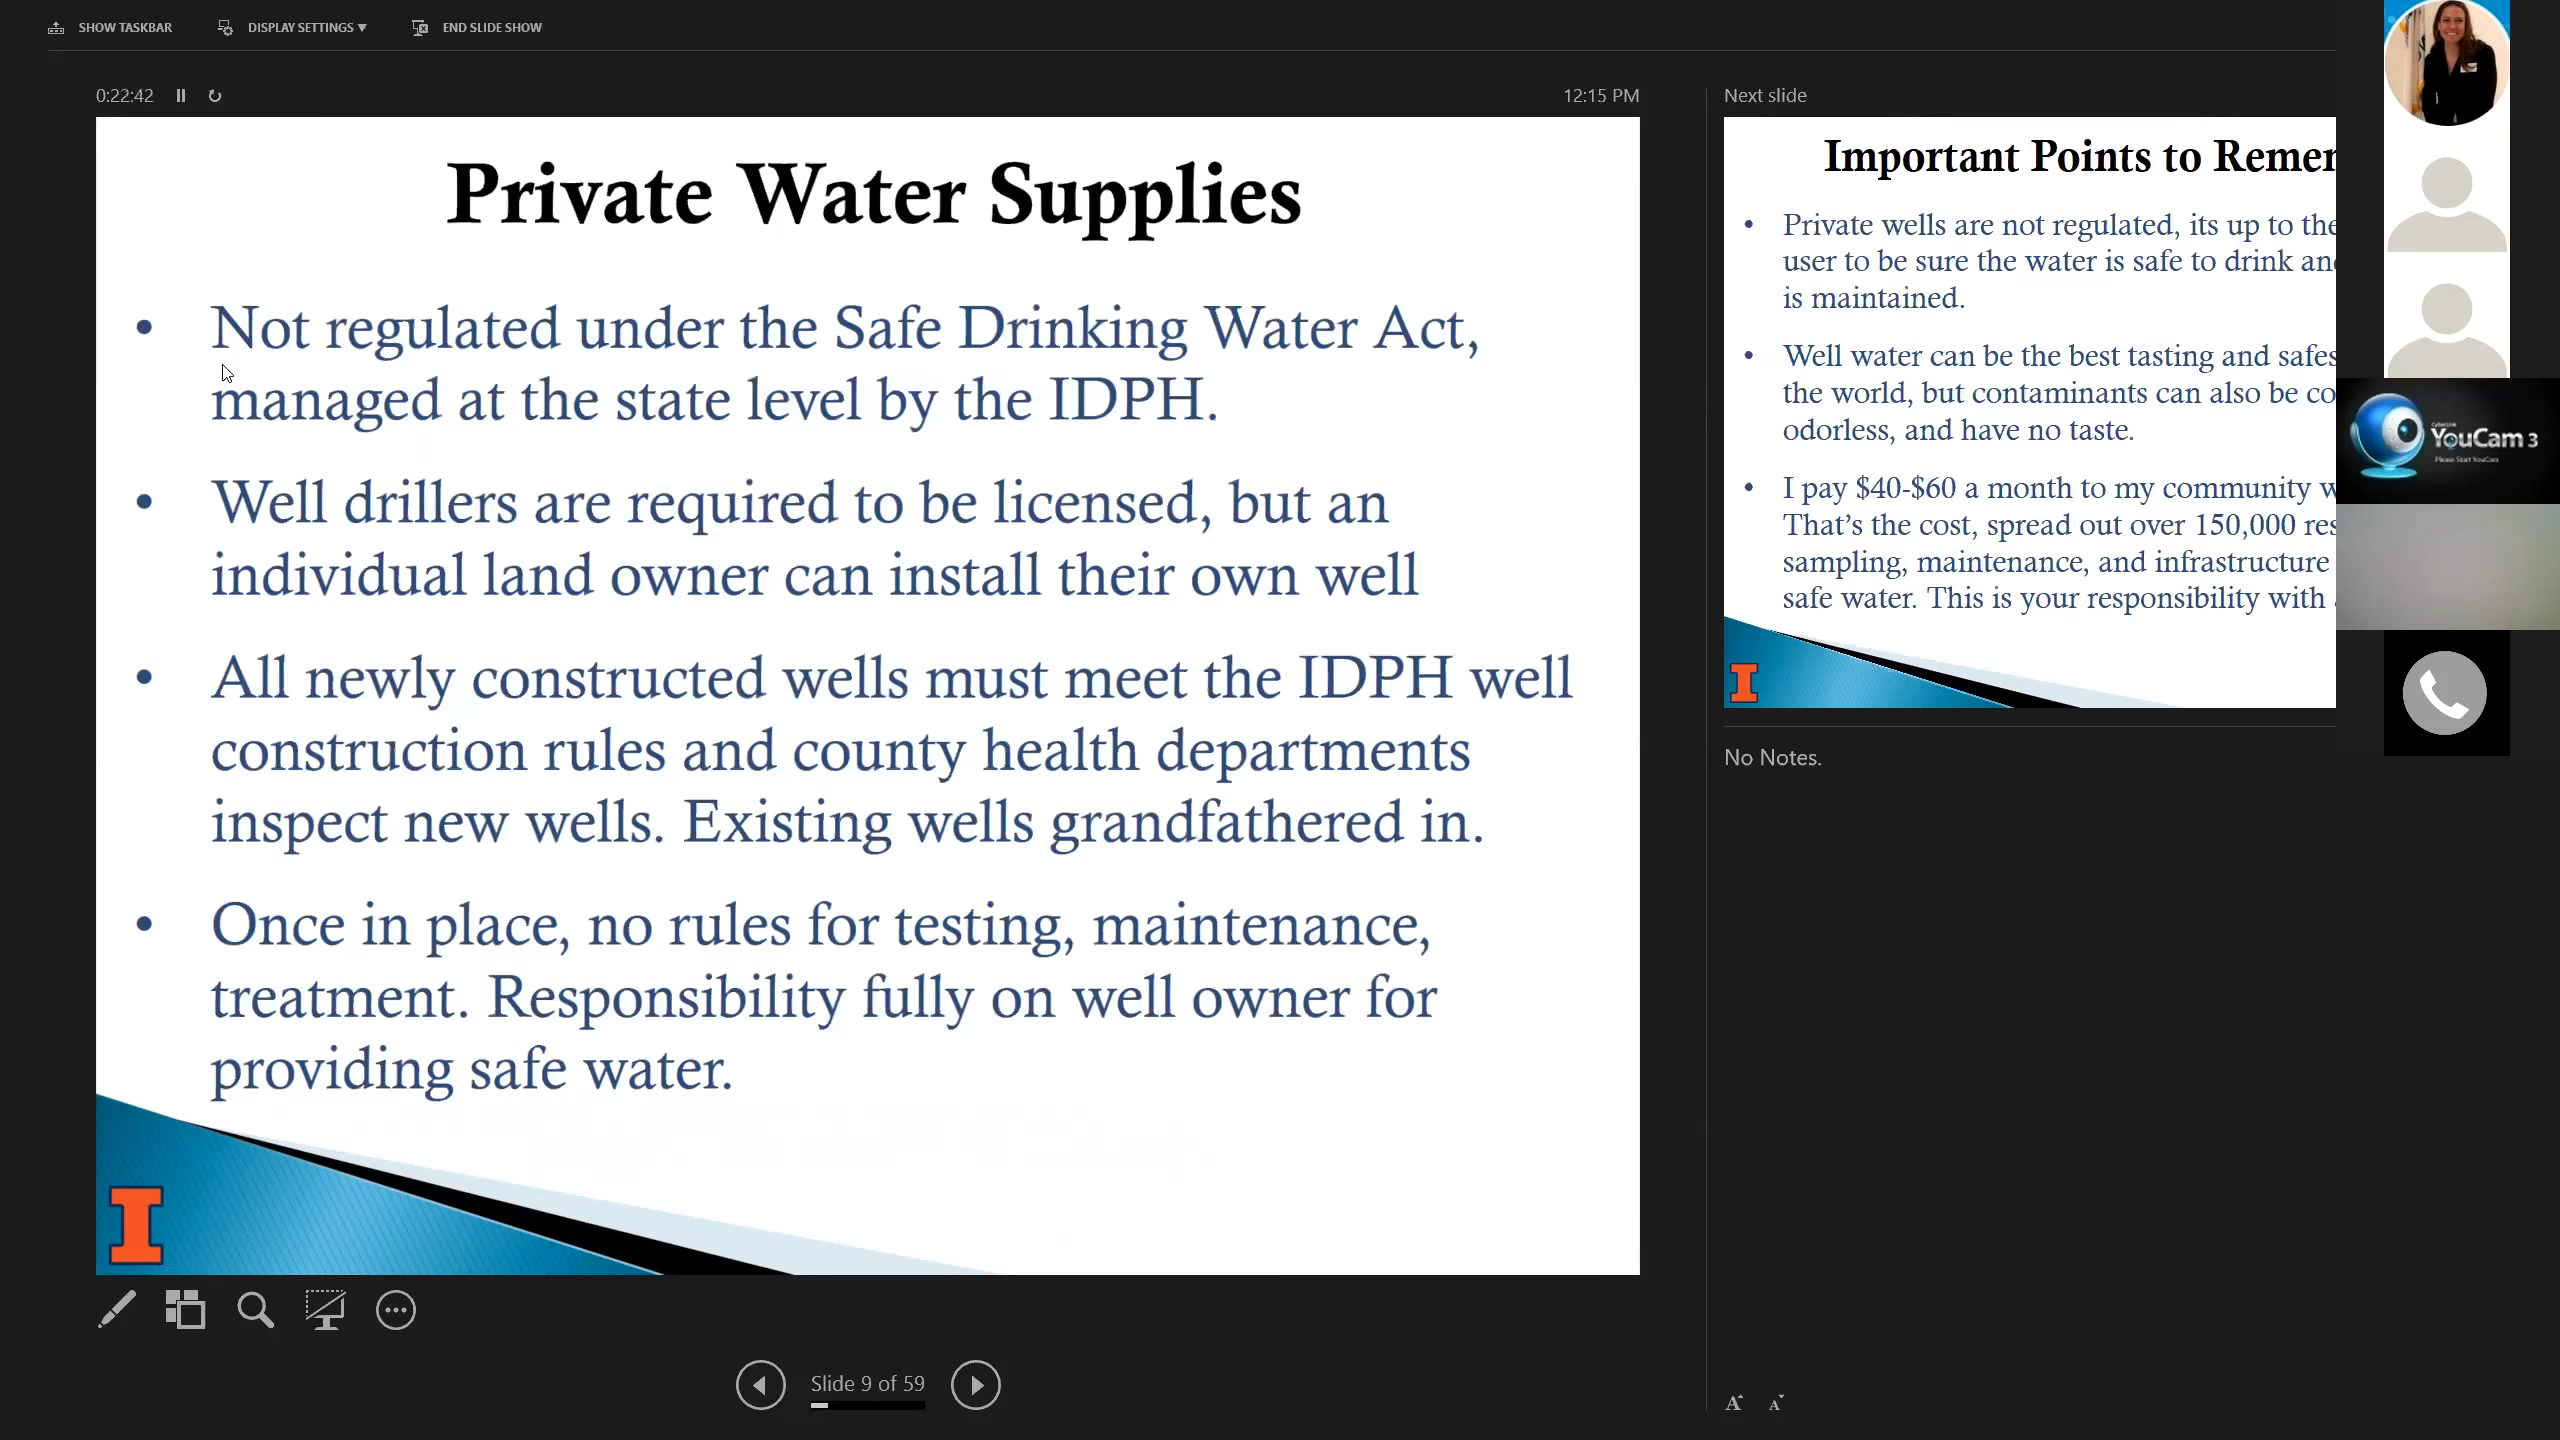 SHOW TASKBAR
DISPLAY SETTINGS
END SLIDE SHOW
0:22:42
12:15 PM
Private Water Supplies
• Not regulated under the Safe Drinking Water Act,
managed at the state level by the IDPH.
• Well drillers are required to be licensed, but an
individual land owner can install their own well
• All newly constructed wells must meet the IDPH well
construction rules and county health departments
inspect new wells. Existing wells grandfathered in.
• Once in place, no rules for testing, maintenance,
treatment. Responsibility fully on well owner for
providing safe water.
I
Slide 9 of 59
Next slide
Important Points to Remem
• Private wells are not regulated, its up to the
user to be sure the water is safe to drink and
is maintained.
• Well water can be the best tasting and safes
the world, but contaminants can also be co
odorless, and have no taste.
• I pay $40-$60 a month to my community w
That's the cost, spread out over 150,000 res
sampling, maintenance, and infrastructure
safe water. This is your responsibility with
I
No Notes.
A A
CyberLink
YouCam 3
Please Start YouCam